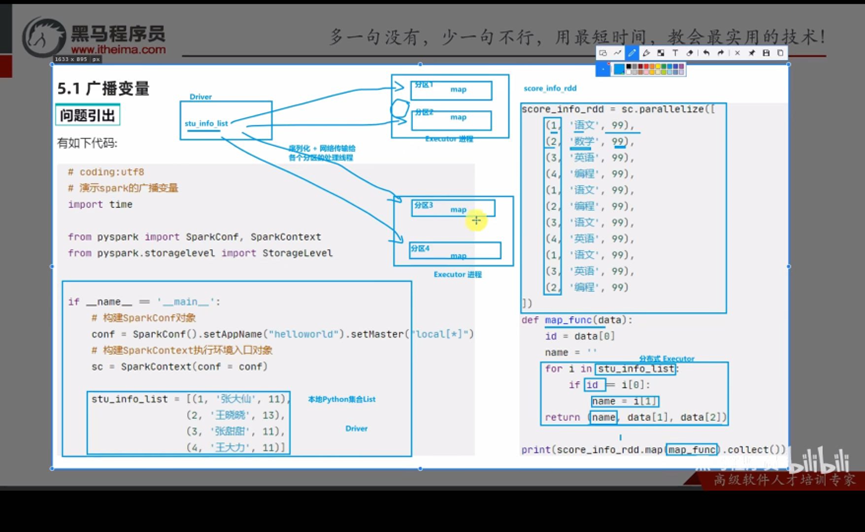 黑马程序员
www.itheima.com
多一句没有，少一句不行，用最短时间，教会最实用的技术！
5.1 广播变量
问题引出
有如下代码:
Driver
stu_info_list
序列化 + 网络传输给
各个分区的处理线程
分区1
map
分区2
map
Executor 进程
分区3
map
分区4
map
Executor 进程
# coding:utf8
# 演示spark的广播变量
import time
from pyspark import SparkConf, SparkContext
from pyspark.storagelevel import StorageLevel
if __name__ == '__main__':
# 构建SparkConf对象
conf = SparkConf().setAppName("helloworld").setMaster("local[*]")
# 构建SparkContext执行环境入口对象
sc = SparkContext(conf = conf)
stu_info_list = [(1, '张大仙', 11),
(2, '王晓晓', 13),
(3, '张甜甜', 11),
(4, '王大力', 11)]
本地Python集合List
Driver
score_info_rdd
score_info_rdd = sc.parallelize([
(1, '语文', 99),
(2, '数学', 99),
(3, '英语', 99),
(4, '编程', 99),
(1, '语文', 99),
(2, '编程', 99),
(3, '语文', 99),
(4, '英语', 99),
(1, '语文', 99),
(3, '英语', 99),
(2, '编程', 99)
])
def map_func(data):
id = data[0]
name = ''
分布式 Executor
for i in stu_info_list:
if id == i[0]:
name = i[1]
return (name, data[1], data[2])
print(score_info_rdd.map(map_func).collect())
bilibili
高级软件人才培训专家